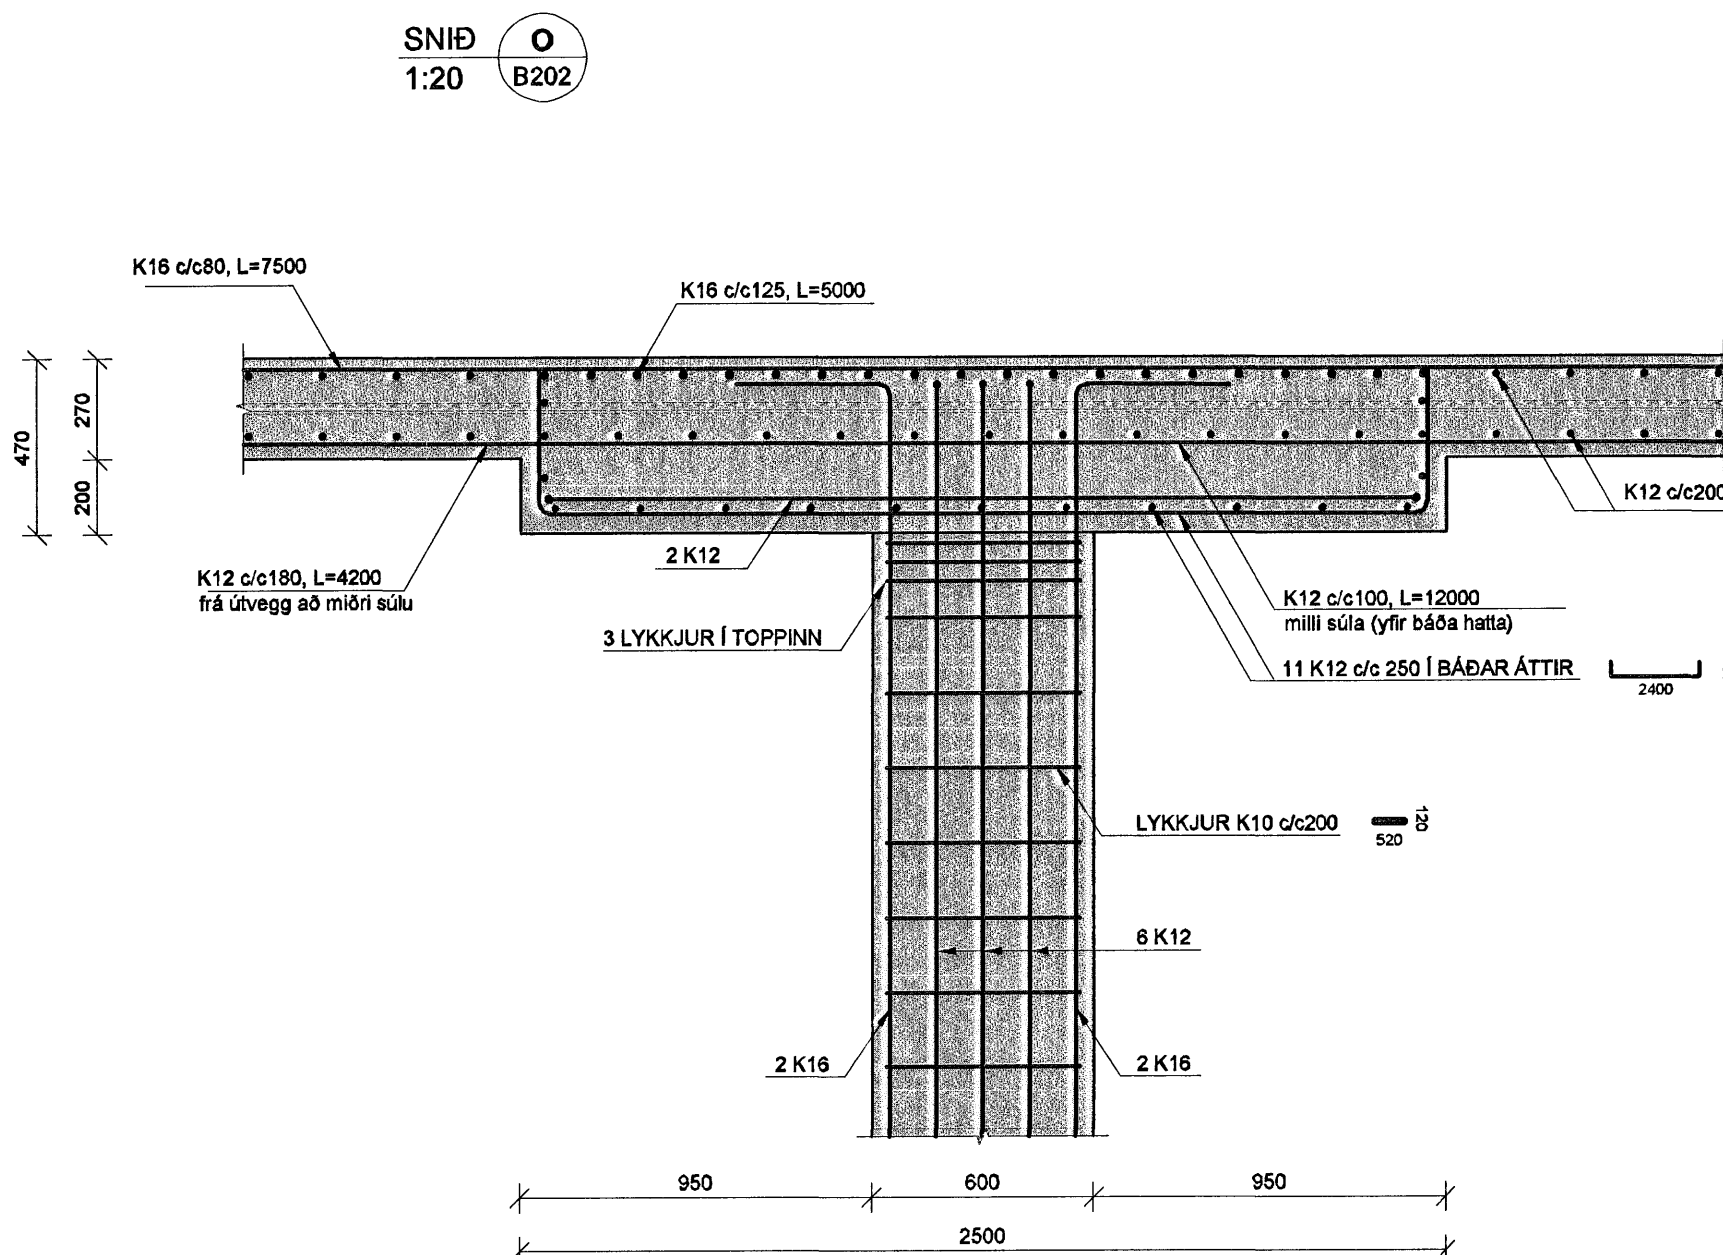 SNIÐ
O
1:20
B202
K16 c/c80, L=7500
K16 c/c125, L=5000
470
270
200
K12 c/c200
2 K12
K12 c/c180, L=4200
frá útvegg að miðri súlu
K12 c/c100, L=12000
milli súla (yfir báða hatta)
3 LYKKJUR Í TOPPINN
11 K12 c/c 250 Í BÁÐAR ÁTTIR
2400
LYKKJUR K10 c/c200
520
120
6 K12
2 K16
2 K16
950
600
950
2500